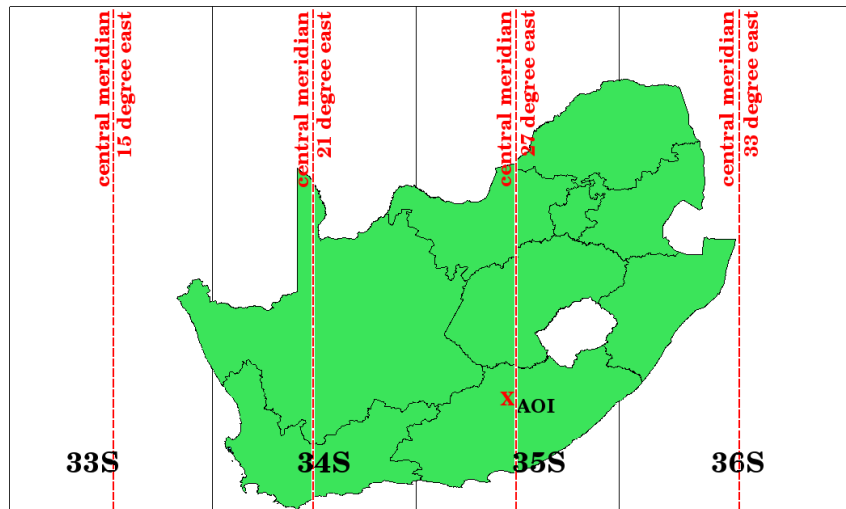 central meridian
15 degree east
central meridian
21 degree east
central meridian
27 degree east
central meridian
33 degree east
X
AOI
33S
34S
35S
36S